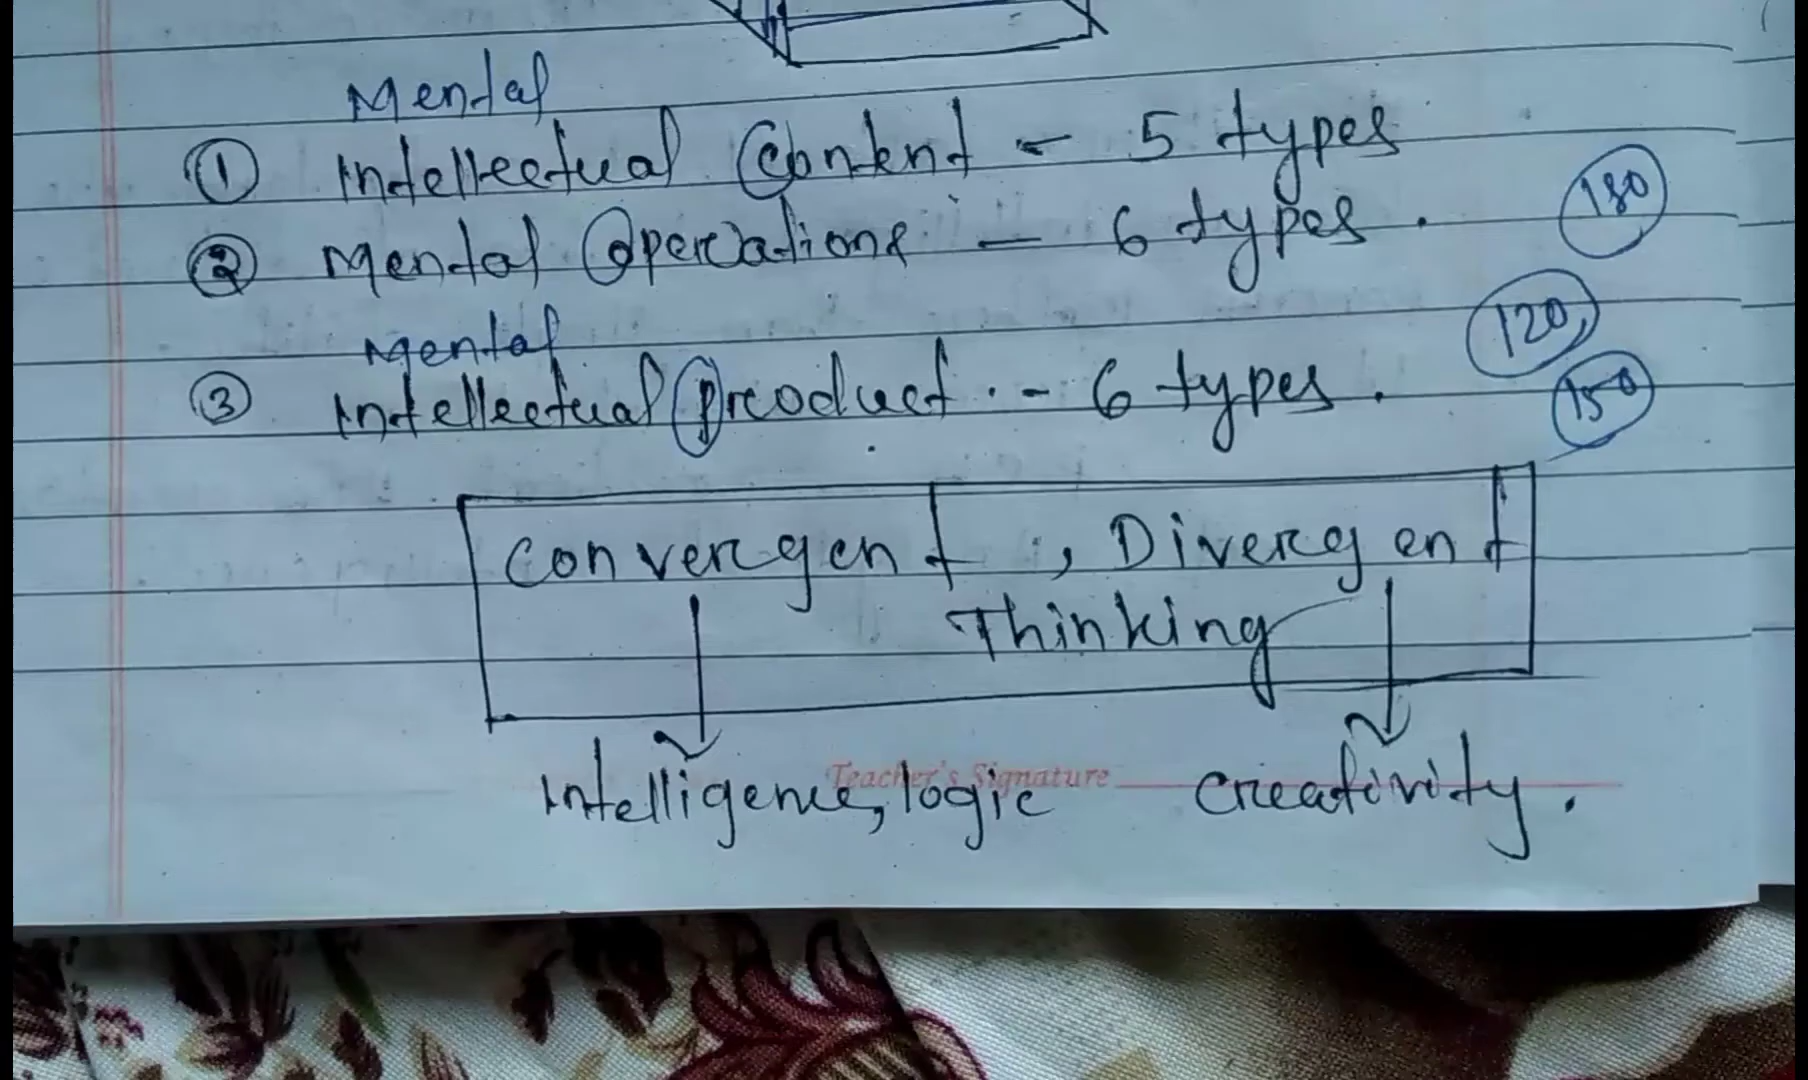 Mental
① Intellectual Content - 5 types
② Mental Operations - 6 types.
180
Mental
③ Intellectual Product. - 6 types.
120,
150
Convergent, Divergent
Thinking
Teacher's Signature
Intelligence, logic creativity.